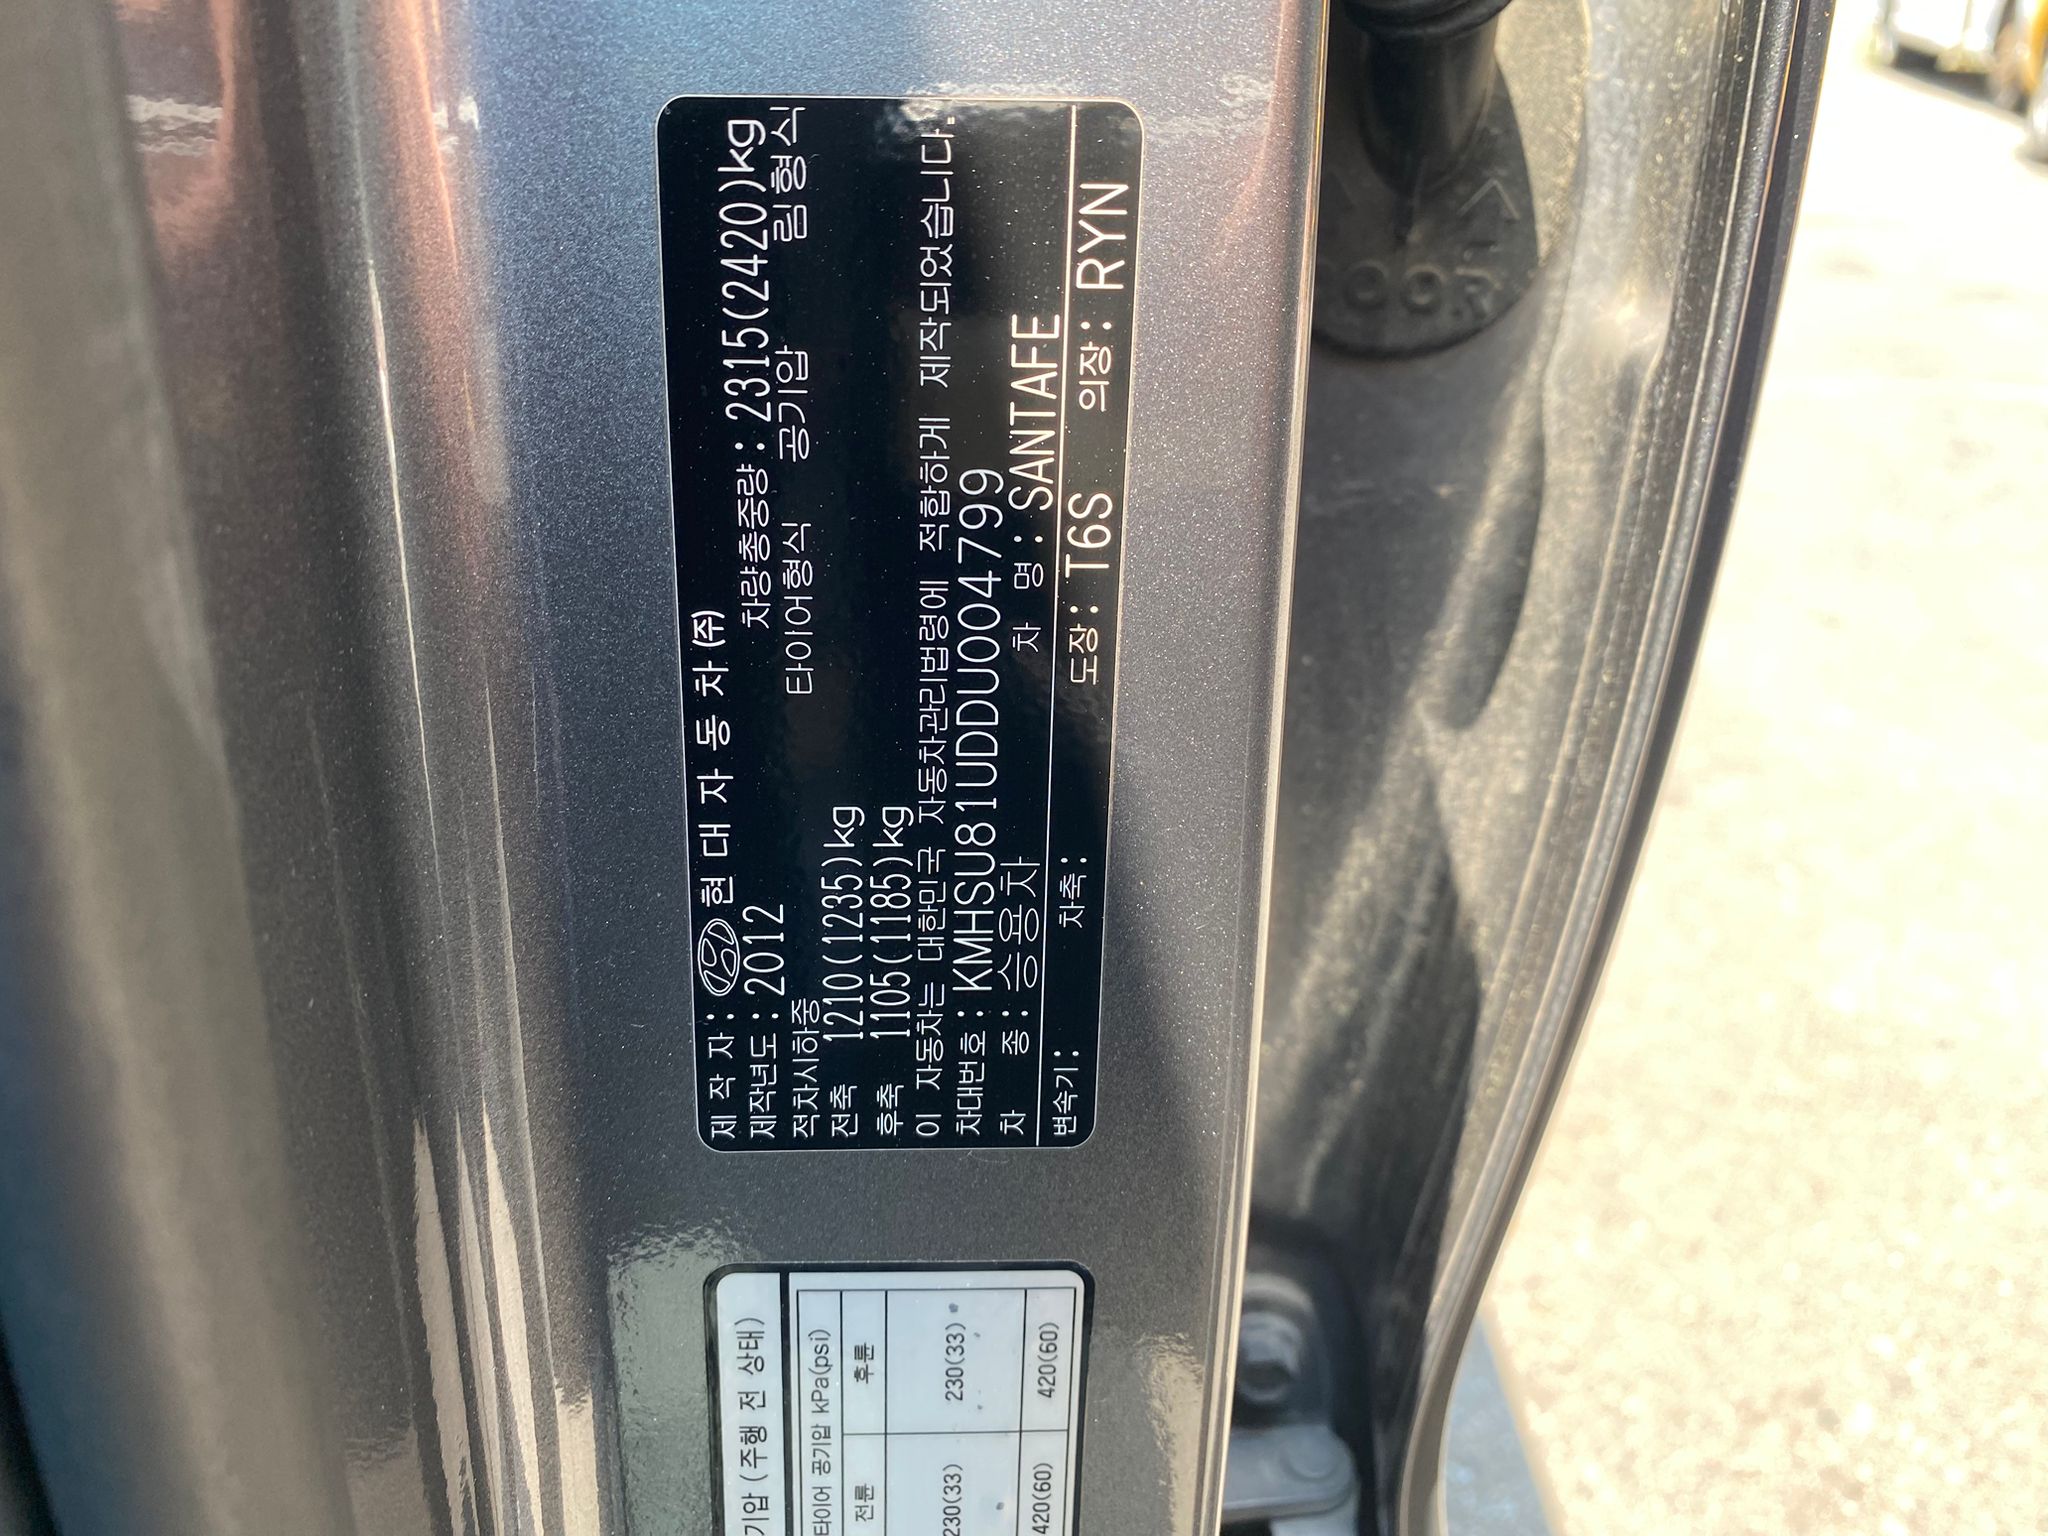 제 작 자 : 현 대 자 동 차 (주)
제작년도 : 2012 차량총중량 : 2315(2420)kg
적차시하중 타이어형식 공기압 림형식
전축 1210(1235)kg
후축 1105(1185)kg
이 자동차는 대한민국 자동차관리법령에 적합하게 제작되었습니다.
차대번호 : KMHSU81UDDU004799
차 종 : 승용차 차 명 : SANTAFE
변속기 : 차축 : 도장 : T6S 의장 : RYN
기압 (주행 전 상태)
타이어 공기압 kPa(psi)
전륜 후륜
230(33) 230(33)
420(60) 420(60)
DOOR